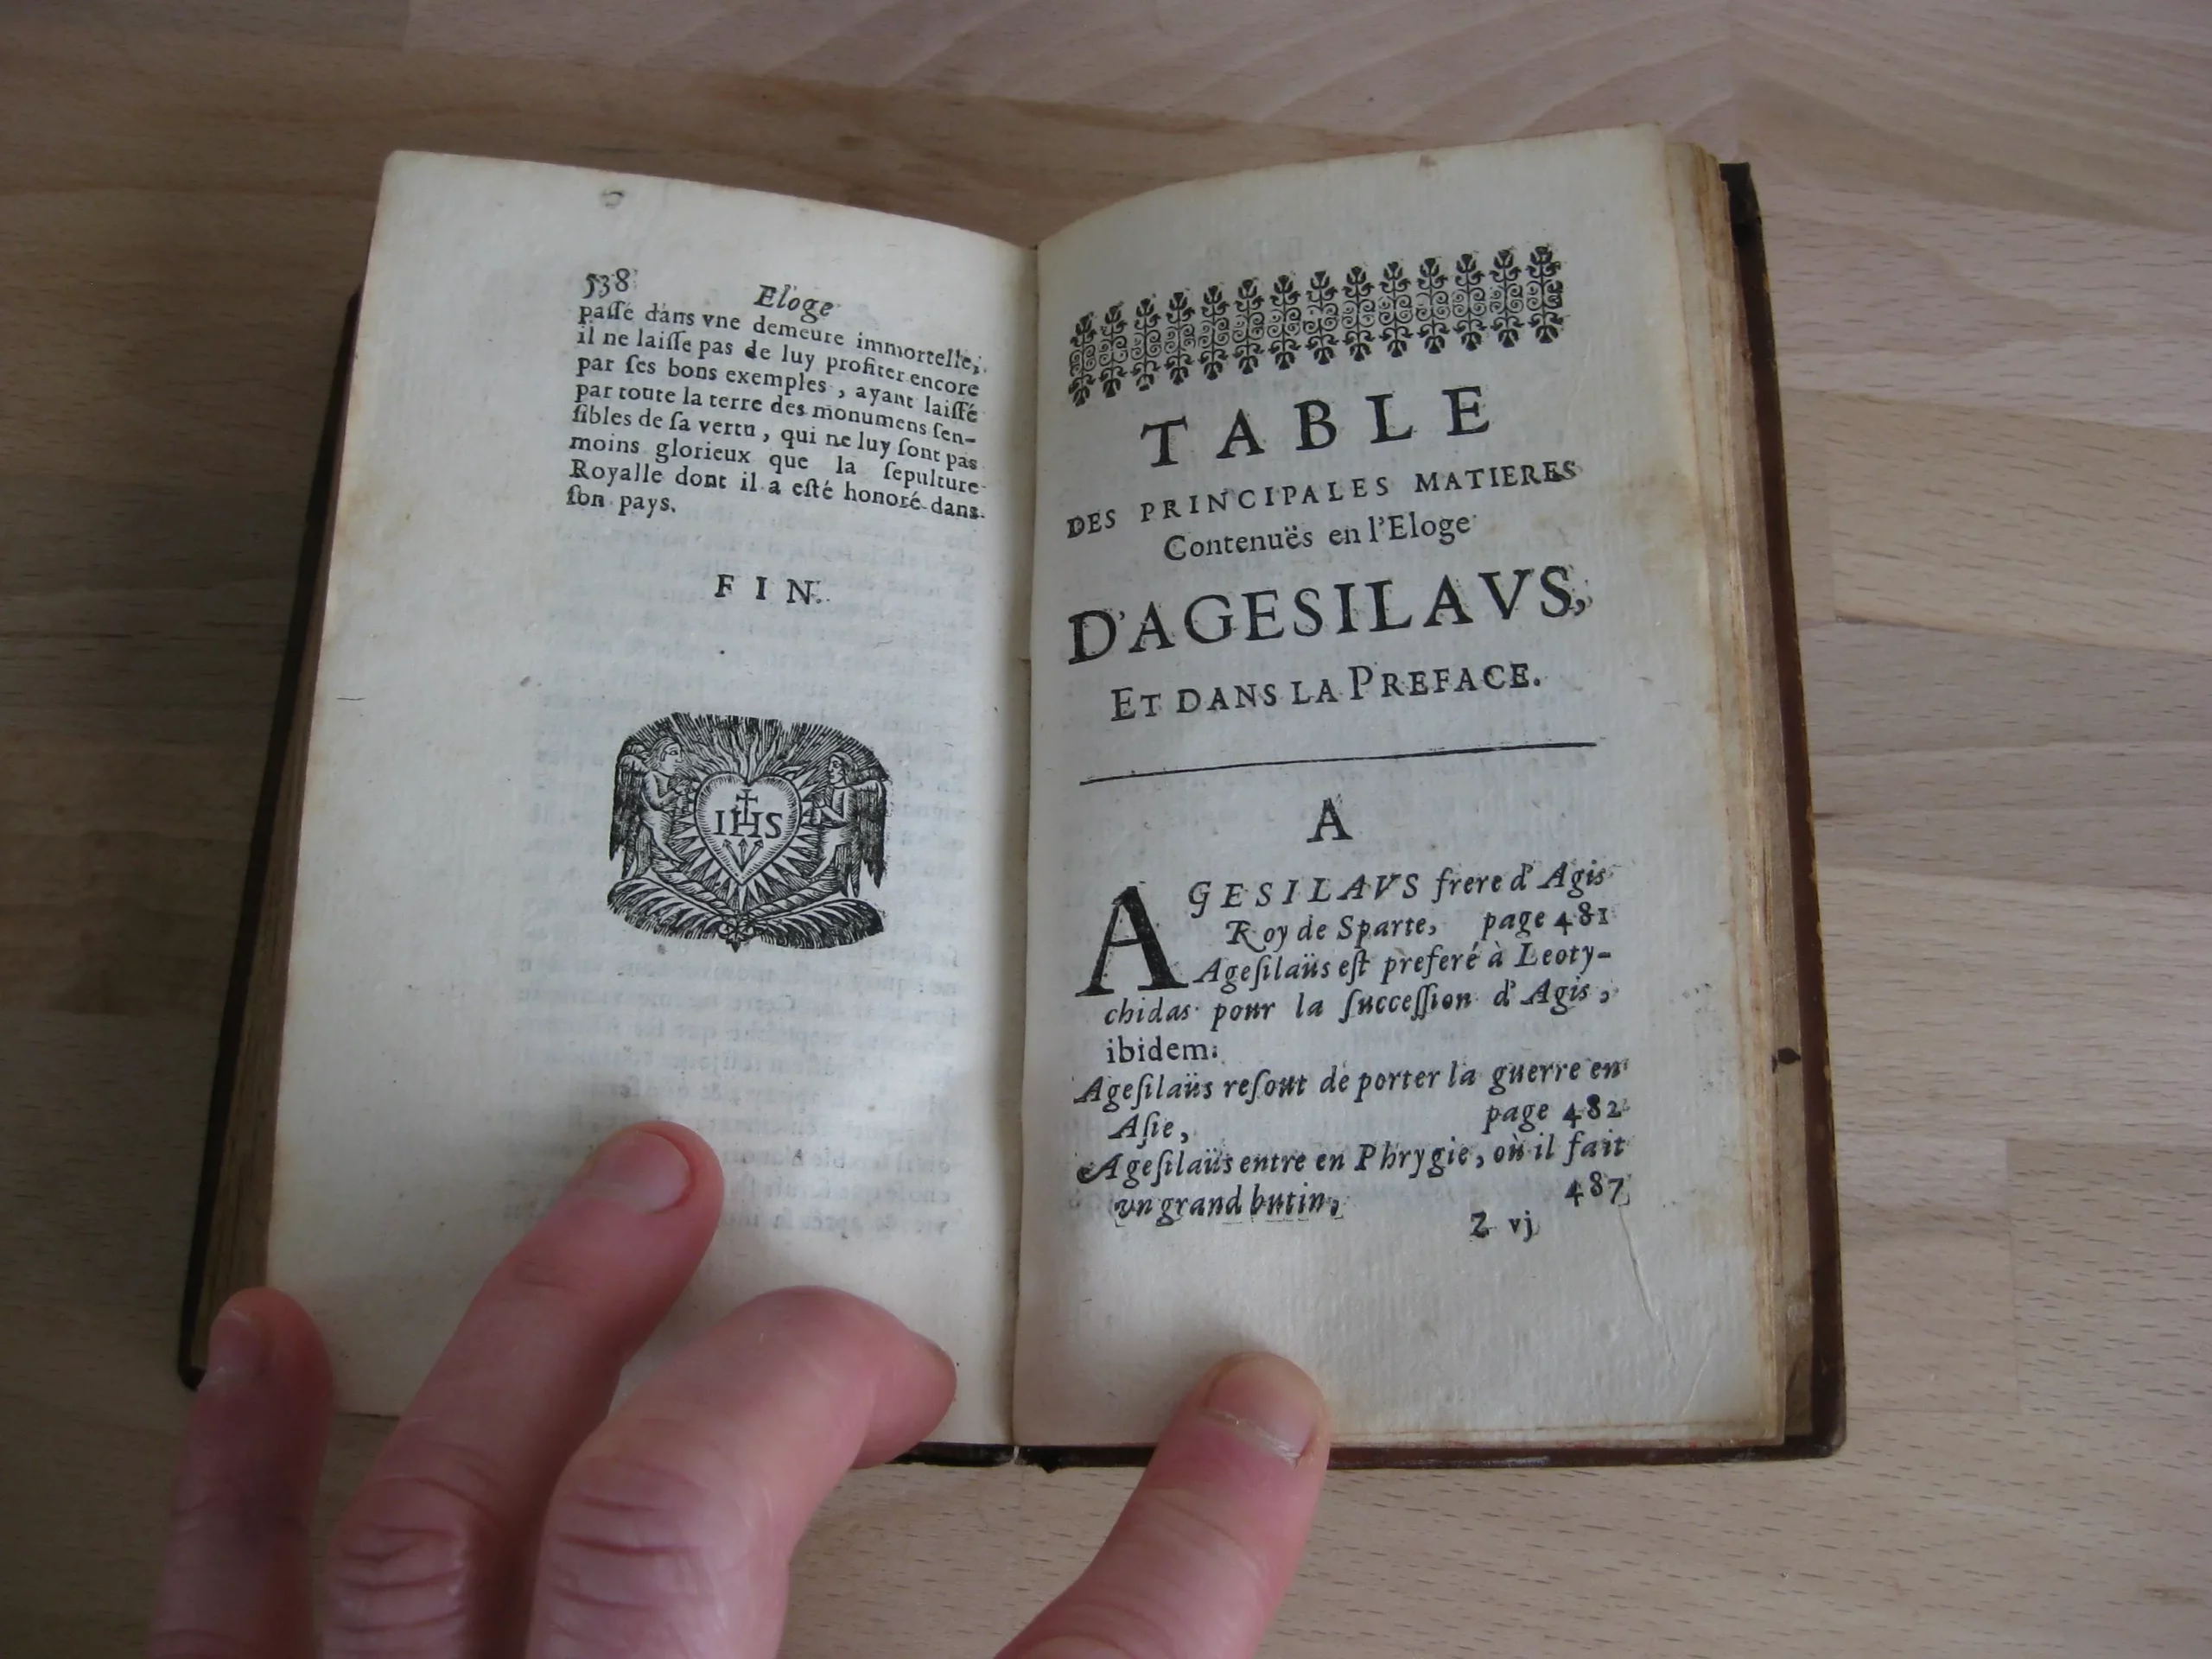 538
Eloge
passé dans vne demeure immortelle,
il ne laisse pas de luy profiter encore
par ses bons exemples, ayant laissé
par toute la terre des monumens sen-
sibles de sa vertu, qui ne luy sont pas
moins glorieux que la sepulture
Royalle dont il a esté honoré dans
son pays.
FIN.
IHS
TABLE
DES PRINCIPALES MATIERES
Contenuës en l'Eloge
D'AGESILAVS,
ET DANS LA PREFACE.
A
AGESILAVS frere d'Agis
Roy de Sparte, page 481
Agesilaüs est preferé à Leoty-
chidas pour la succession d'Agis,
ibidem.
Agesilaüs resout de porter la guerre en
Asie, page 482
Agesilaüs entre en Phrygie, où il fait
vn grand butin, 487
Z vj